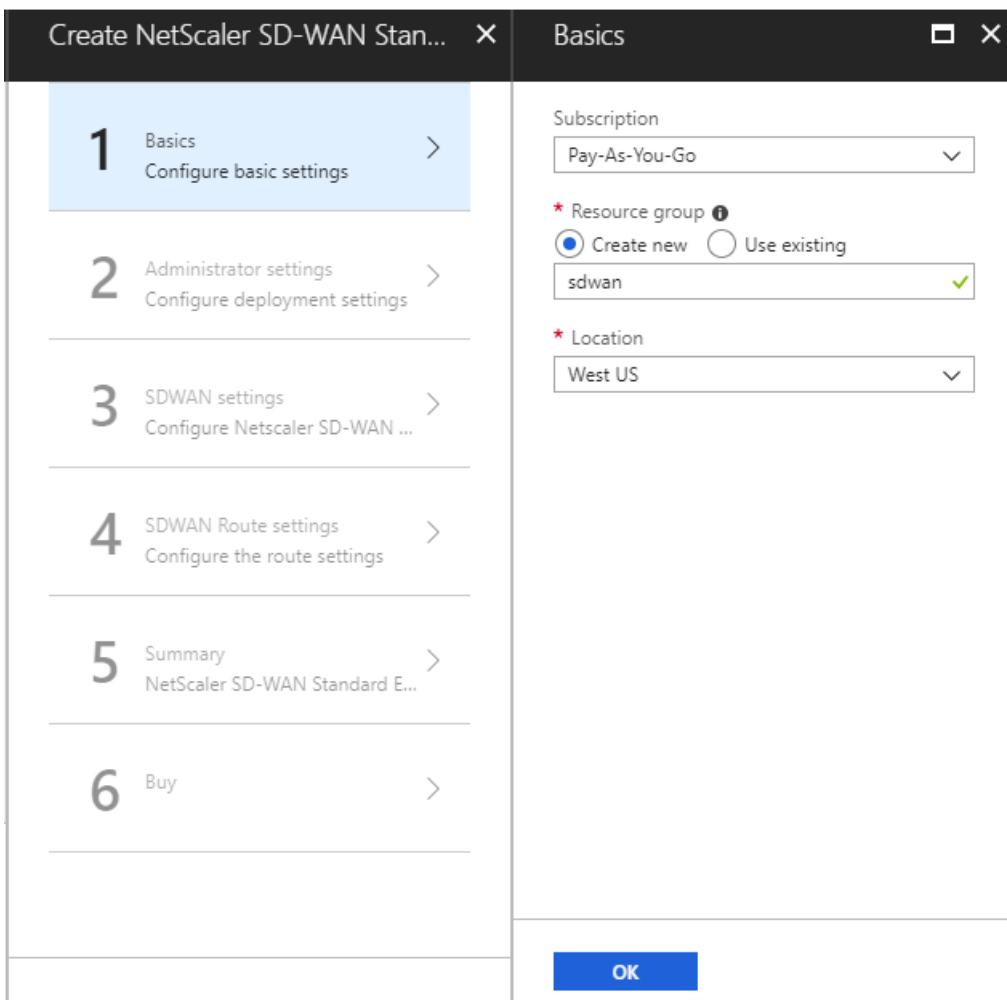 Create NetScaler SD-WAN Stan...
1
Basics
Configure basic settings
2
Administrator settings
Configure deployment settings
3
SDWAN settings
Configure Netscaler SD-WAN ...
4
SDWAN Route settings
Configure the route settings
5
Summary
NetScaler SD-WAN Standard E...
6
Buy
Basics
Subscription
Pay-As-You-Go
* Resource group
Create new Use existing
sdwan
* Location
West US
OK